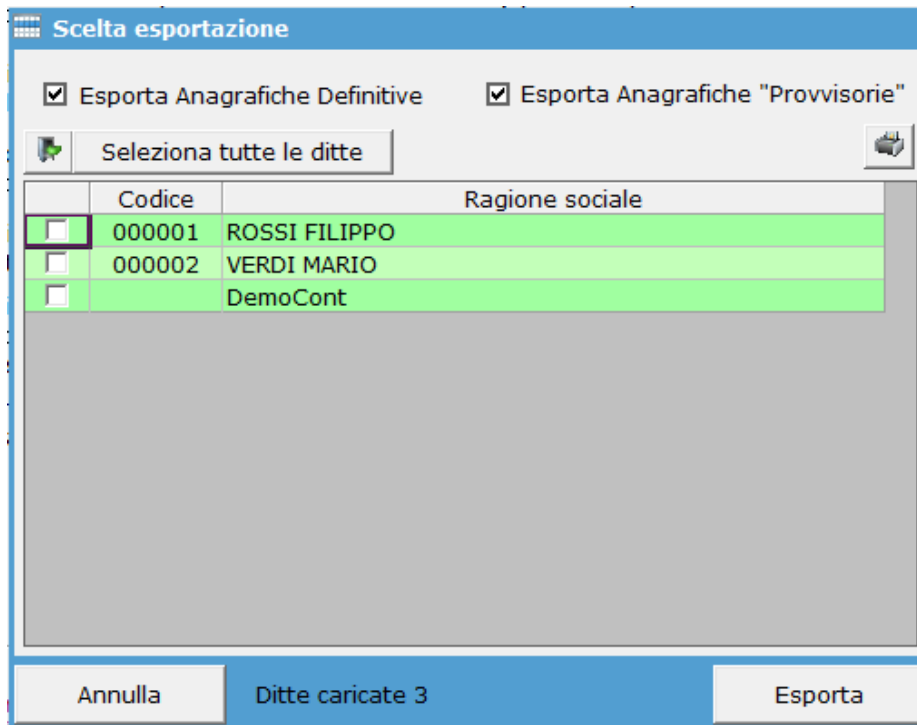 Scelta esportazione
Esporta Anagrafiche Definitive Esporta Anagrafiche "Provvisorie"
Seleziona tutte le ditte
Codice Ragione sociale
000001 ROSSI FILIPPO
000002 VERDI MARIO
DemoCont
Annulla Ditte caricate 3 Esporta